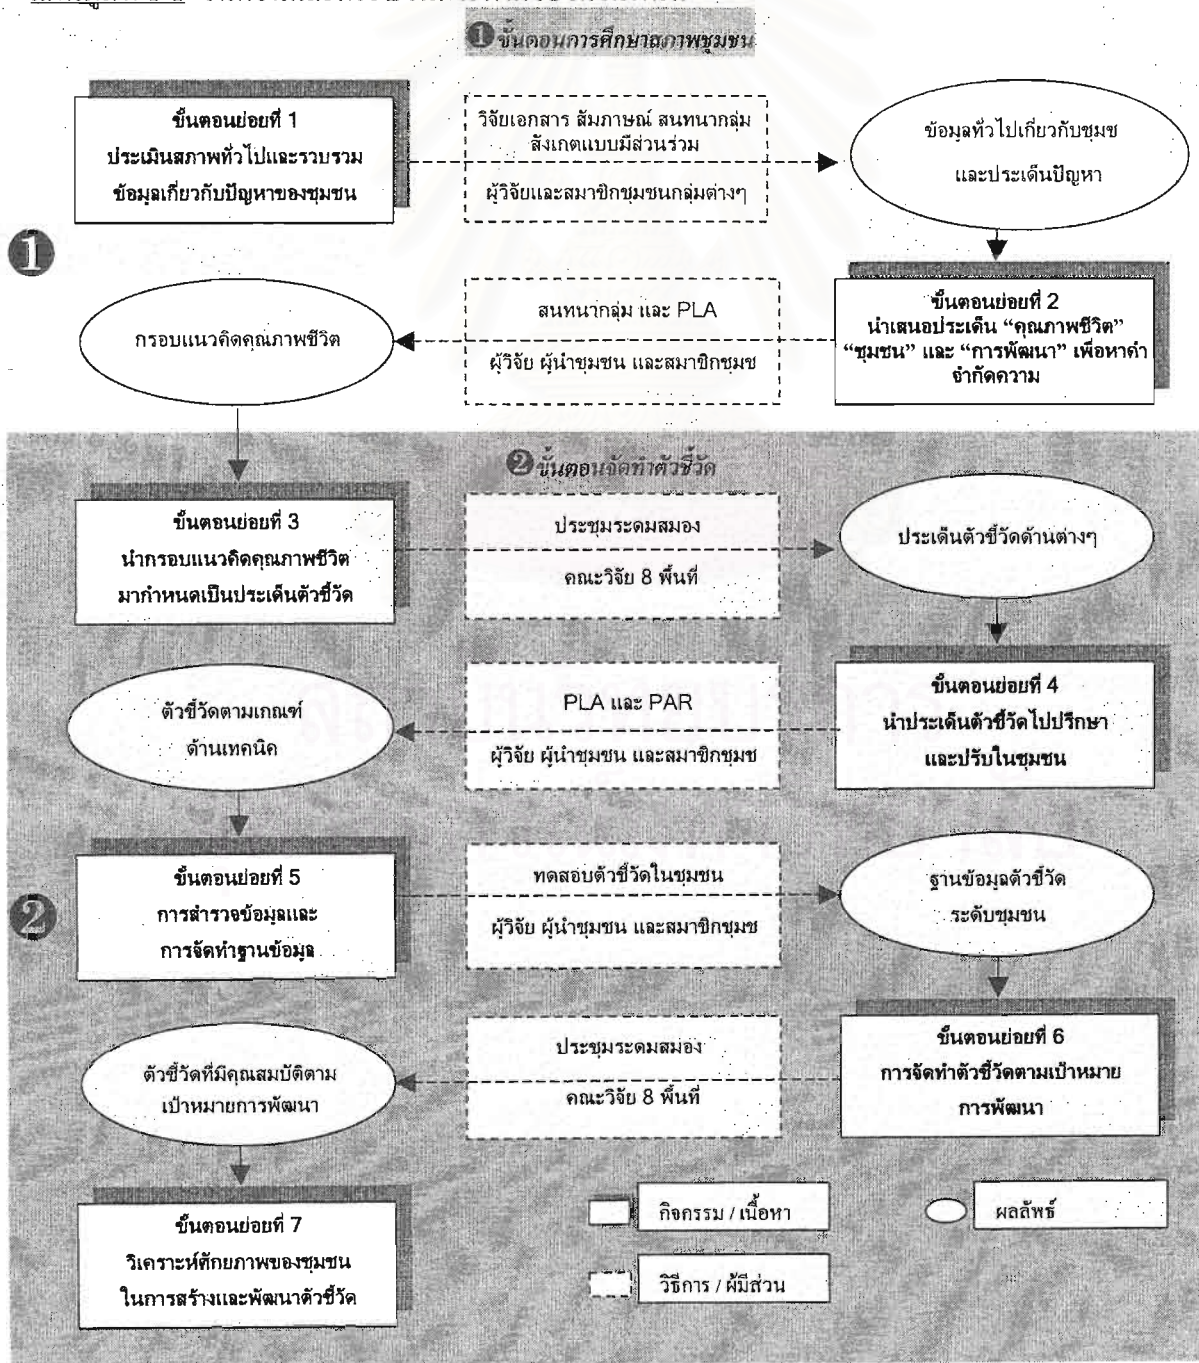 ❶ ขั้นตอนการศึกษาสภาพชุมชน
ขั้นตอนย่อยที่ 1
ประเมินสภาพทั่วไปและรวบรวม
ข้อมูลเกี่ยวกับปัญหาของชุมชน
วิจัยเอกสาร สัมภาษณ์ สนทนากลุ่ม
สังเกตแบบมีส่วนร่วม
ผู้วิจัยและสมาชิกชุมชนกลุ่มต่างๆ
ข้อมูลทั่วไปเกี่ยวกับชุมช
และประเด็นปัญหา
❶
กรอบแนวคิดคุณภาพชีวิต
สนทนากลุ่ม และ PLA
ผู้วิจัย ผู้นำชุมชน และสมาชิกชุมช
ขั้นตอนย่อยที่ 2
นำเสนอประเด็น “คุณภาพชีวิต”
“ชุมชน” และ “การพัฒนา” เพื่อหาคำ
จำกัดความ
❷ ขั้นตอนจัดทำตัวชี้วัด
ขั้นตอนย่อยที่ 3
นำกรอบแนวคิดคุณภาพชีวิต
มากำหนดเป็นประเด็นตัวชี้วัด
ประชุมระดมสมอง
คณะวิจัย 8 พื้นที่
ประเด็นตัวชี้วัดด้านต่างๆ
ตัวชี้วัดตามเกณฑ์
ด้านเทคนิค
PLA และ PAR
ผู้วิจัย ผู้นำชุมชน และสมาชิกชุมช
ขั้นตอนย่อยที่ 4
นำประเด็นตัวชี้วัดไปปรึกษา
และปรับในชุมชน
❷
ขั้นตอนย่อยที่ 5
การสำรวจข้อมูลและ
การจัดทำฐานข้อมูล
ทดสอบตัวชี้วัดในชุมชน
ผู้วิจัย ผู้นำชุมชน และสมาชิกชุมช
ฐานข้อมูลตัวชี้วัด
ระดับชุมชน
ตัวชี้วัดที่มีคุณสมบัติตาม
เป้าหมายการพัฒนา
ประชุมระดมสมอง
คณะวิจัย 8 พื้นที่
ขั้นตอนย่อยที่ 6
การจัดทำตัวชี้วัดตามเป้าหมาย
การพัฒนา
ขั้นตอนย่อยที่ 7
วิเคราะห์ศักยภาพของชุมชน
ในการสร้างและพัฒนาตัวชี้วัด
กิจกรรม / เนื้อหา
ผลลัพธ์
วิธีการ / ผู้มีส่วน